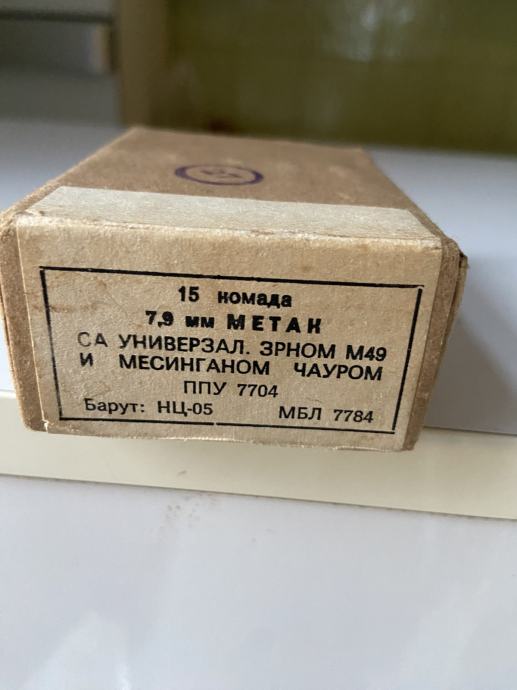 15 комада
7,9 мм МЕТАК
СА УНИВЕРЗАЛ. ЗРНОМ М49
И МЕСИНГАНОМ ЧАУРОМ
ППУ 7704
Барут: НЦ-05 МБЛ 7784